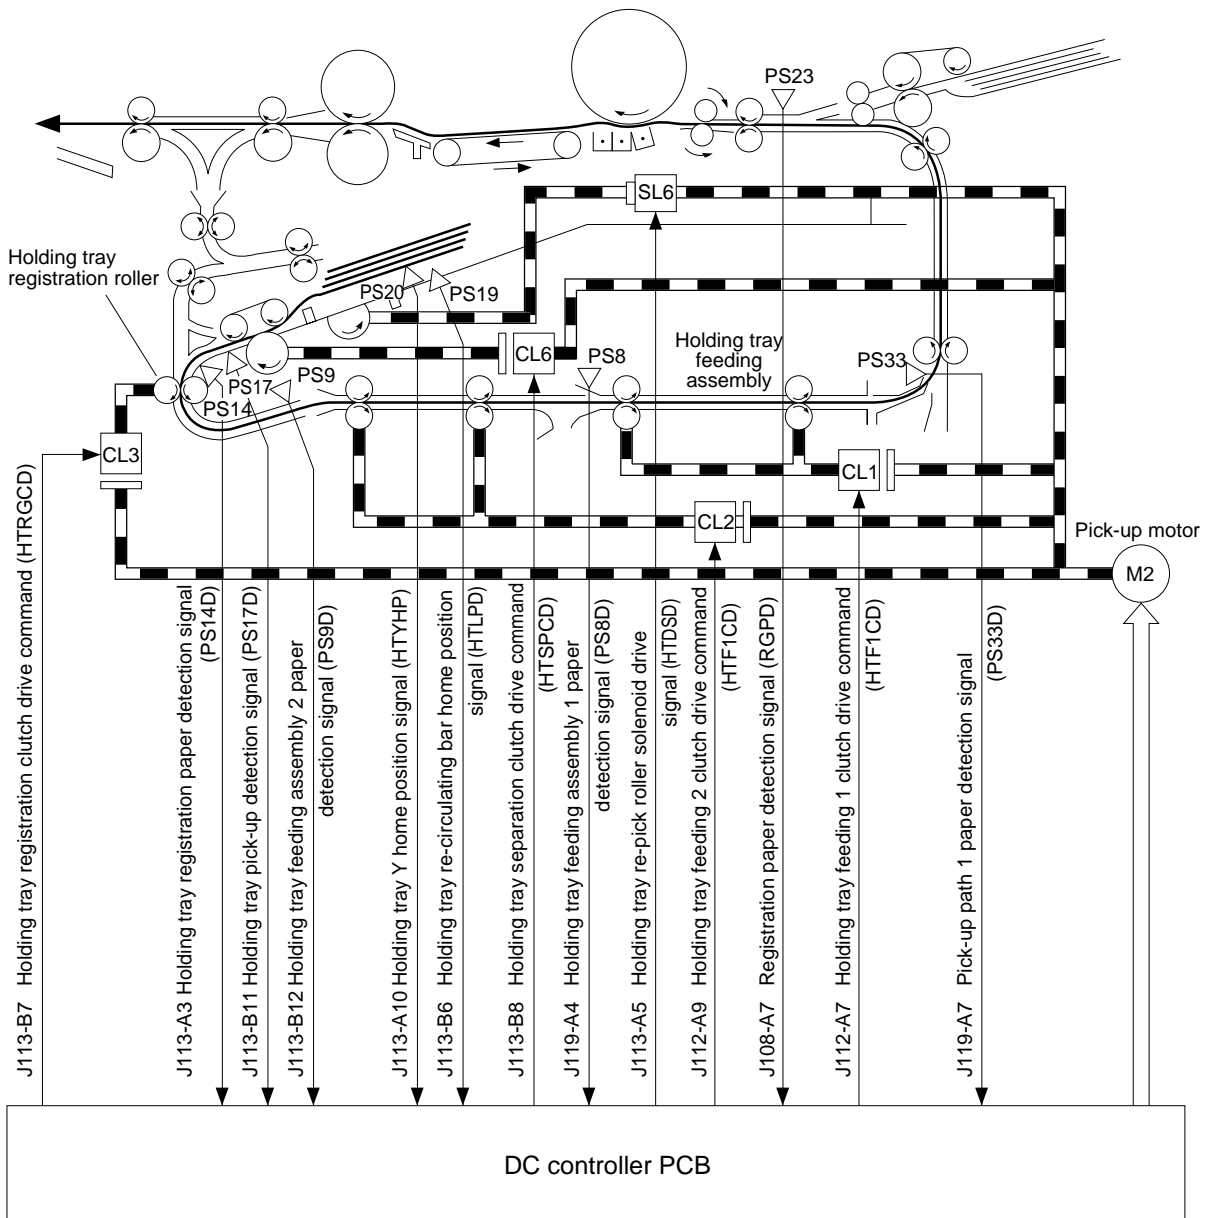 PS23
SL6
Holding tray
registration roller
PS20
PS19
CL6
PS8
Holding tray
feeding
assembly
PS33
PS9
PS17
PS14
CL3
CL1
CL2
Pick-up motor
M2
J113-B7 Holding tray registration clutch drive command (HTRGCD)
J113-A3 Holding tray registration paper detection signal
(PS14D)
J113-B11 Holding tray pick-up detection signal (PS17D)
J113-B12 Holding tray feeding assembly 2 paper
detection signal (PS9D)
J113-A10 Holding tray Y home position signal (HTYHP)
J113-B6 Holding tray re-circulating bar home position
signal (HTLPD)
J113-B8 Holding tray separation clutch drive command
(HTSPCD)
J119-A4 Holding tray feeding assembly 1 paper
detection signal (PS8D)
J113-A5 Holding tray re-pick roller solenoid drive
signal (HTDSD)
J112-A9 Holding tray feeding 2 clutch drive command
(HTF1CD)
J108-A7 Registration paper detection signal (RGPD)
J112-A7 Holding tray feeding 1 clutch drive command
(HTF1CD)
J119-A7 Pick-up path 1 paper detection signal
(PS33D)
DC controller PCB